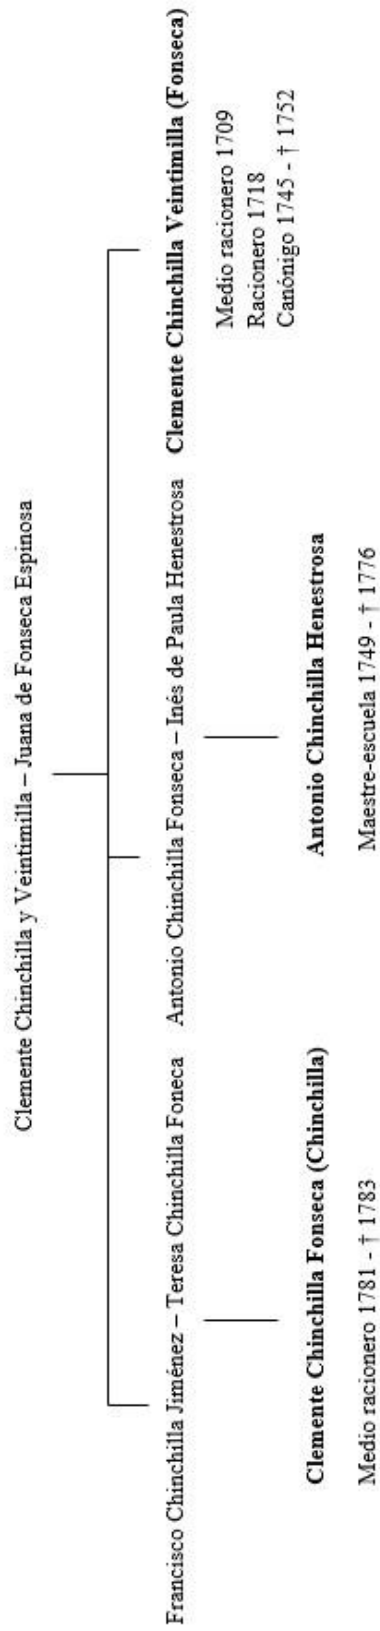 Clemente Chinchilla y Veintimilla – Juana de Fonseca Espinosa
Francisco Chinchilla Jiménez – Teresa Chinchilla Foneca
Antonio Chinchilla Fonseca – Inés de Paula Henestrosa
Clemente Chinchilla Veintimilla (Fonseca)
Medio racionero 1709
Racionero 1718
Canónigo 1745 - † 1752
Clemente Chinchilla Fonseca (Chinchilla)
Medio racionero 1781 - † 1783
Antonio Chinchilla Henestrosa
Maestre-escuela 1749 - † 1776